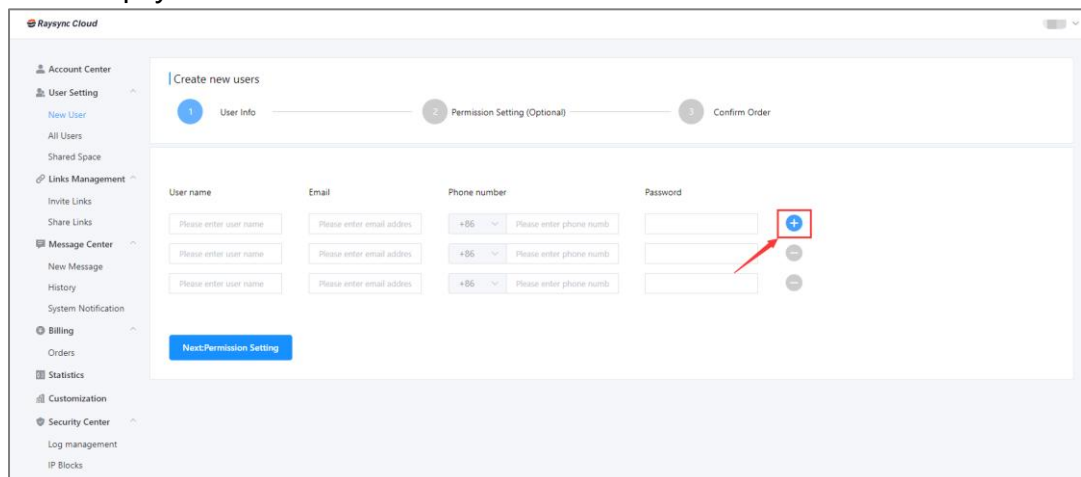 Raysync Cloud
Account Center
User Setting
New User
All Users
Shared Space
Links Management
Invite Links
Share Links
Message Center
New Message
History
System Notification
Billing
Orders
Statistics
Customization
Security Center
Log management
IP Blocks
Create new users
1 User Info 2 Permission Setting (Optional) 3 Confirm Order
User name Email Phone number Password
Please enter user name Please enter email addres +86 Please enter phone numb
Please enter user name Please enter email addres +86 Please enter phone numb
Please enter user name Please enter email addres +86 Please enter phone numb
Next:Permission Setting